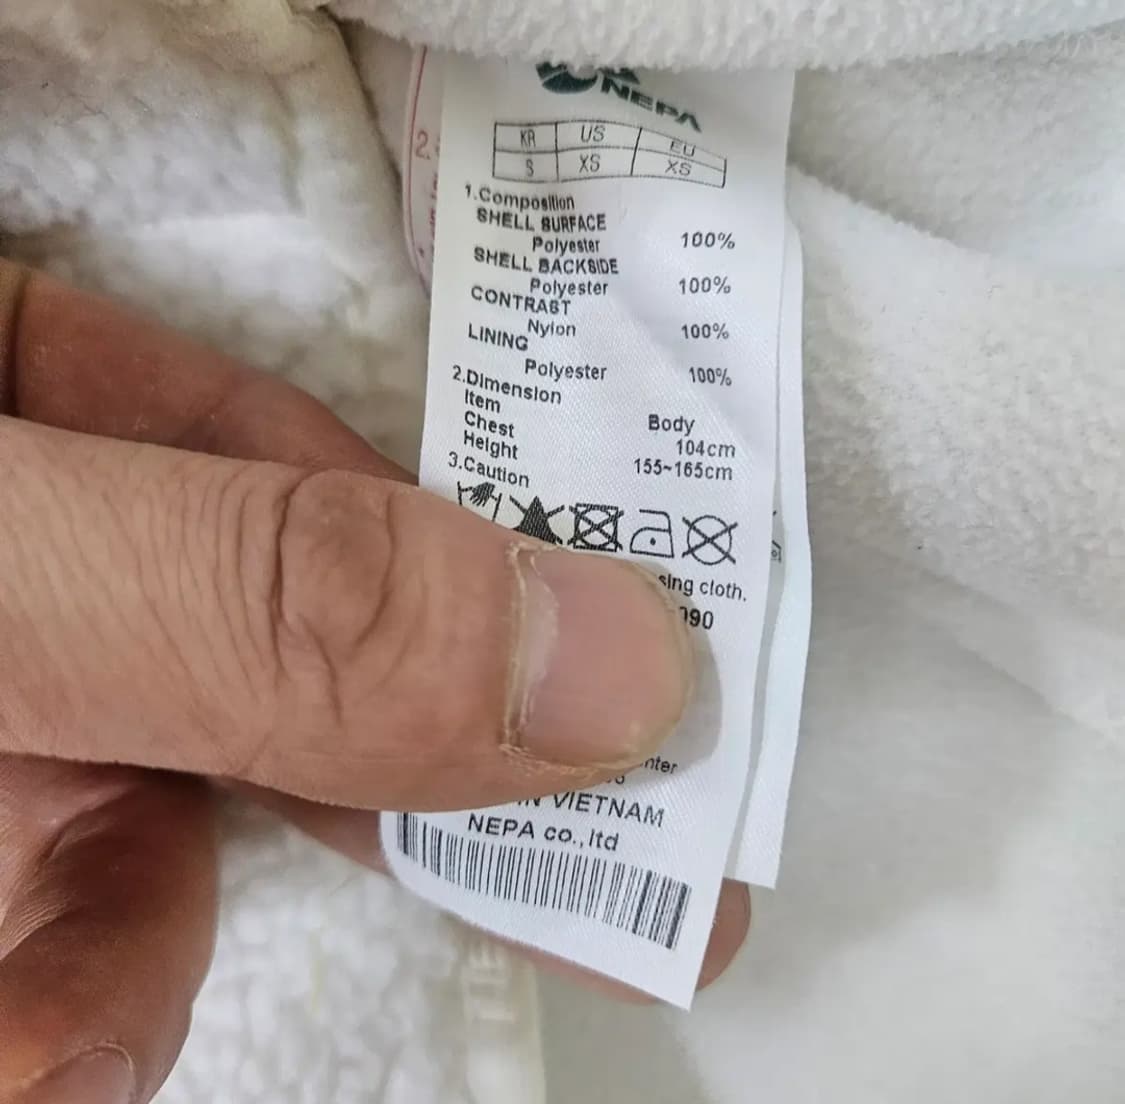 NEPA
KR US EU
S XS XS
1.Composition
SHELL SURFACE
Polyester 100%
SHELL BACKSIDE
Polyester 100%
CONTRAST
Nylon 100%
LINING
Polyester 100%
2.Dimension
Item Body
Chest 104cm
Height 155~165cm
3.Caution
cloth.
VIETNAM
NEPA co.,ltd
2.